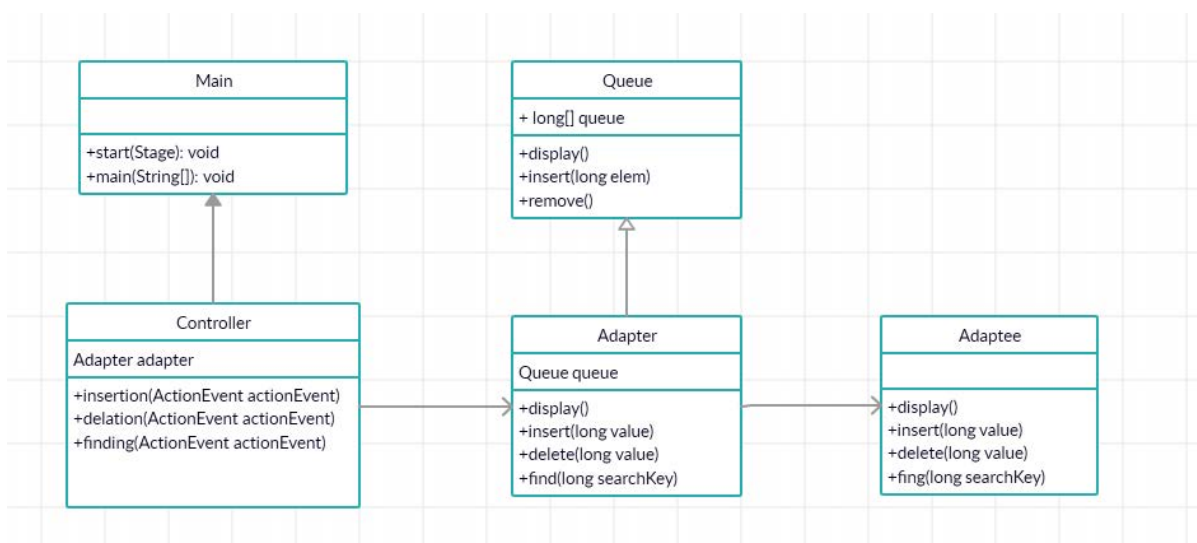 Main
+start(Stage): void
+main(String[]): void
Queue
+ long[] queue
+display()
+insert(long elem)
+remove()
Controller
Adapter adapter
+insertion(ActionEvent actionEvent)
+delation(ActionEvent actionEvent)
+finding(ActionEvent actionEvent)
Adapter
Queue queue
+display()
+insert(long value)
+delete(long value)
+find(long searchKey)
Adaptee
+display()
+insert(long value)
+delete(long value)
+fing(long searchKey)